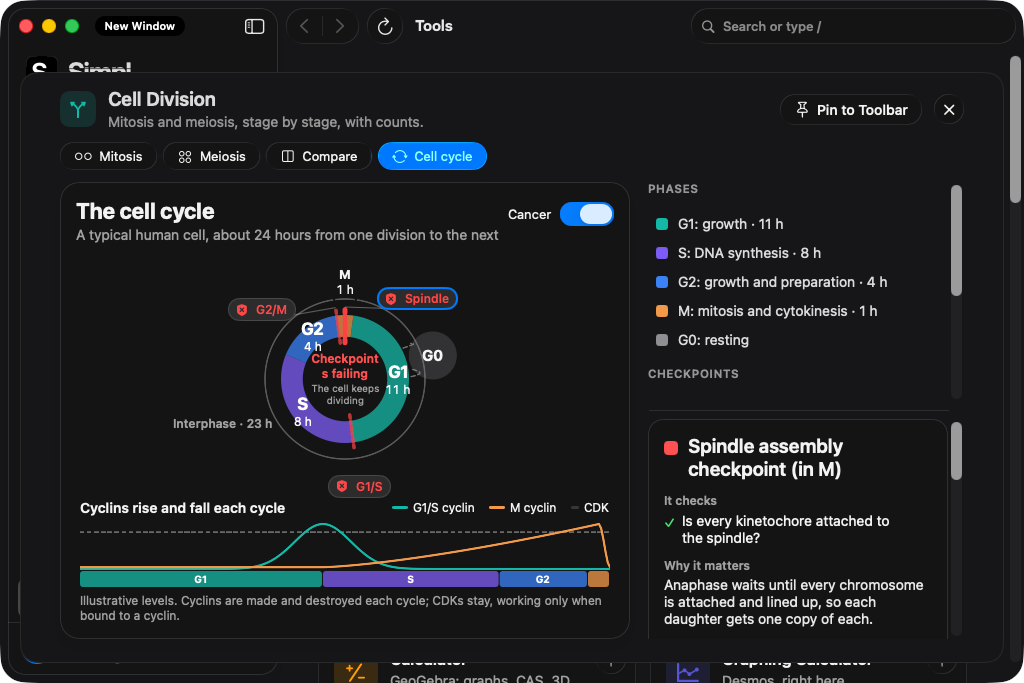 New Window
Tools
Search or type /
S Simpl
Cell Division
Mitosis and meiosis, stage by stage, with counts.
Pin to Toolbar
Mitosis
Meiosis
Compare
Cell cycle
The cell cycle
A typical human cell, about 24 hours from one division to the next
Cancer
M
1 h
G2/M
Spindle
G2
4 h
G0
Checkpoint
s failing
The cell keeps
dividing
G1
11 h
S
8 h
Interphase · 23 h
G1/S
Cyclins rise and fall each cycle
G1/S cyclin
M cyclin
CDK
G1
S
G2
Illustrative levels. Cyclins are made and destroyed each cycle; CDKs stay, working only when
bound to a cyclin.
PHASES
G1: growth · 11 h
S: DNA synthesis · 8 h
G2: growth and preparation · 4 h
M: mitosis and cytokinesis · 1 h
G0: resting
CHECKPOINTS
Spindle assembly
checkpoint (in M)
It checks
Is every kinetochore attached to
the spindle?
Why it matters
Anaphase waits until every chromosome
is attached and lined up, so each
daughter gets one copy of each.
Calculator
GeoGebra: graphs, CAS, 3D
Graphing Calculator
Desmos, right here